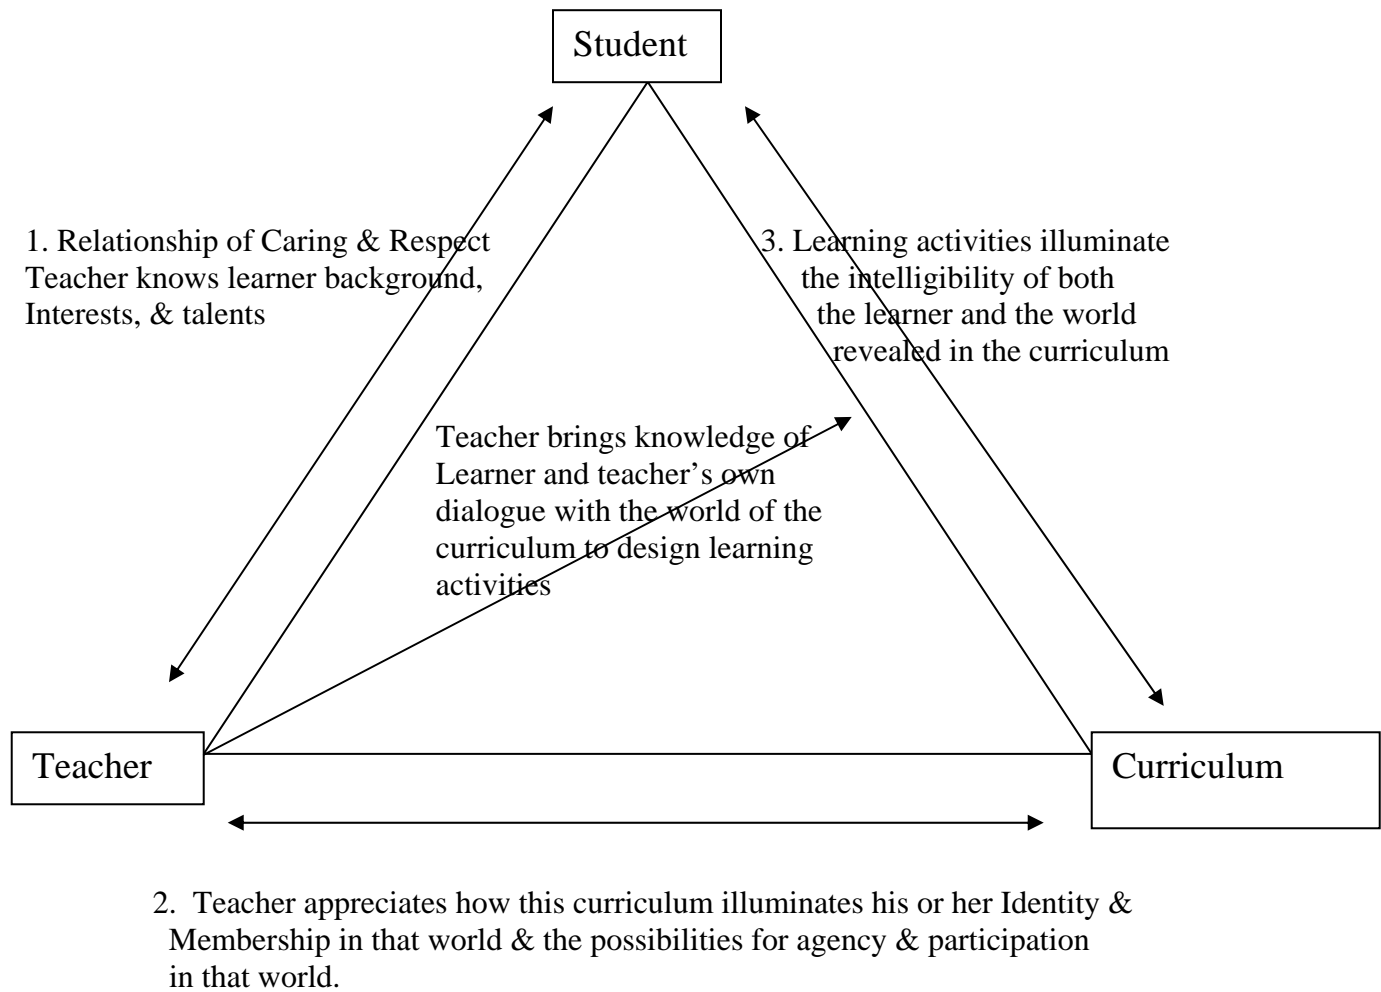 Student
1. Relationship of Caring & Respect
Teacher knows learner background,
Interests, & talents
3. Learning activities illuminate
the intelligibility of both
the learner and the world
revealed in the curriculum
Teacher brings knowledge of
Learner and teacher’s own
dialogue with the world of the
curriculum to design learning
activities
Teacher
Curriculum
2.  Teacher appreciates how this curriculum illuminates his or her Identity &
Membership in that world & the possibilities for agency & participation
in that world.